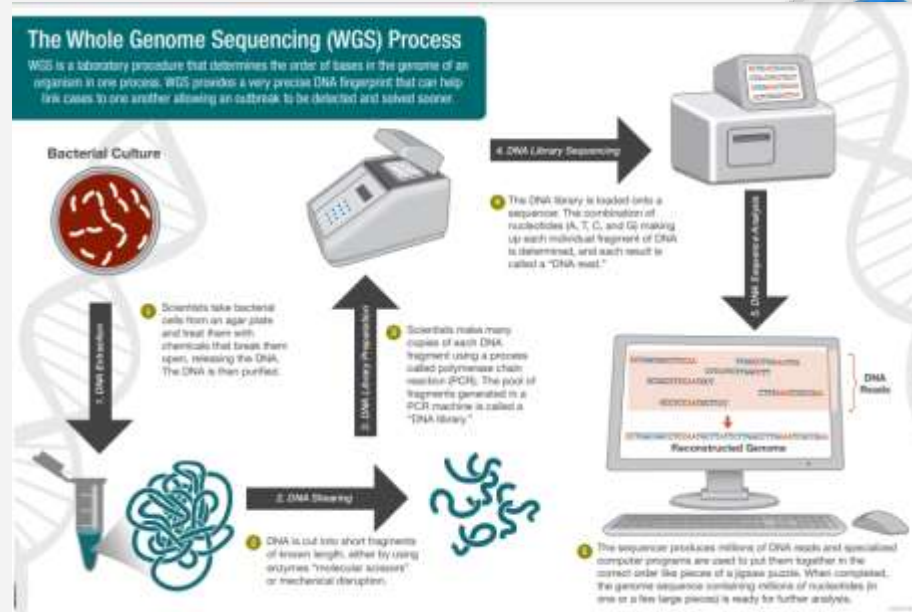 The Whole Genome Sequencing (WGS) Process
WGS is a laboratory procedure that determines the order of bases in the genome of an
organism in one process. WGS provides a very precise DNA fingerprint that can help
link cases to one another allowing an outbreak to be detected and solved sooner.
Bacterial Culture
1. DNA Extraction
1 Scientists take bacterial
cells from an agar plate
and treat them with
chemicals that break them
open, releasing the DNA.
The DNA is then purified.
2. DNA Shearing
2 DNA is cut into short fragments
of known length, either by using
enzymes "molecular scissors"
or mechanical disruption.
3. DNA Library Preparation
3 Scientists make many
copies of each DNA
fragment using a process
called polymerase chain
reaction (PCR). The pool of
fragments generated in a
PCR machine is called a
"DNA library."
4. DNA Library Sequencing
4 The DNA library is loaded onto a
sequencer. The combination of
nucleotides (A, T, C, and G) making
up each individual fragment of DNA
is determined, and each result is
called a "DNA read."
5. DNA Sequence Analysis
DNA
Reads
Reconstructed Genome
5 The sequencer produces millions of DNA reads and specialized
computer programs are used to put them together in the
correct order like pieces of a jigsaw puzzle. When completed,
the genome sequence containing millions of nucleotides (in
one or a few large pieces) is ready for further analysis.